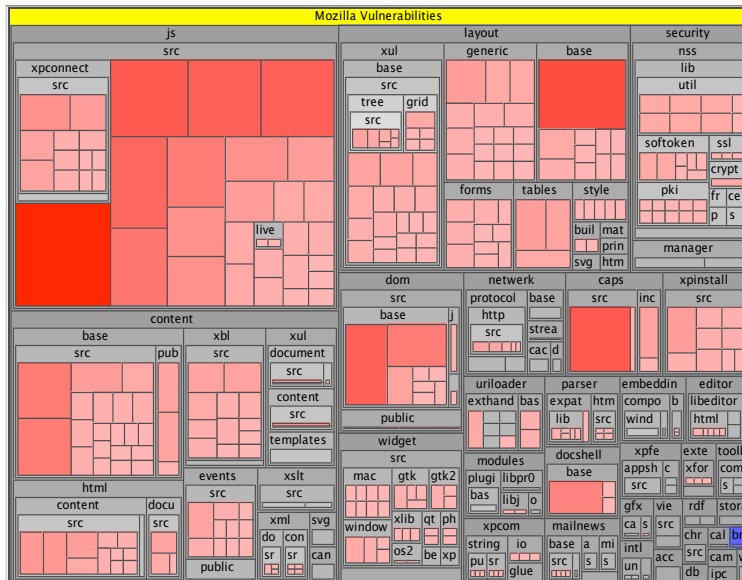 Mozilla Vulnerabilities
js
layout
security
src
xul
generic
base
nss
xpconnect
base
lib
src
src
util
tree
grid
src
softoken
ssl
crypt
pki
forms
tables
style
fr
ce
live
buil
mat
p
s
prin
svg
htm
manager
dom
netwerk
caps
xpinstall
src
protocol
base
src
inc
src
content
base
j
http
base
xbl
xul
src
strea
src
pub
src
document
cac
d
src
content
uriloader
parser
embeddin
editor
src
exthand
bas
expat
htm
compo
b
libeditor
public
lib
src
wind
html
templates
widget
src
modules
docshell
xpfe
exte
toolk
html
events
xslt
mac
gtk
gtk2
plugi
libpr0
base
appsh
c
xfor
com
content
docu
src
src
bas
src
s
src
src
libj
o
gfx
vie
rdf
stora
xml
svg
window
xlib
qt
ph
xpcom
mailnews
ca
s
src
chr
cal
br
do
con
string
io
base
a
mi
intl
src
cam
public
sr
sr
can
os2
be
xp
pu
sr
glue
src
s
s
un
acc
db
ipc